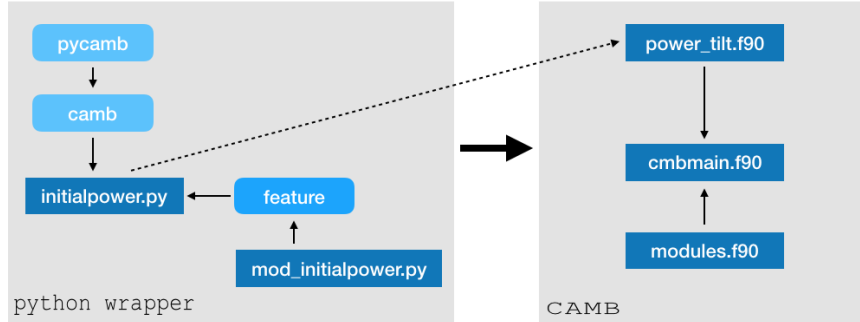 pycamb
camb
initialpower.py
feature
mod_initialpower.py
python wrapper
power_tilt.f90
cmbmain.f90
modules.f90
CAMB